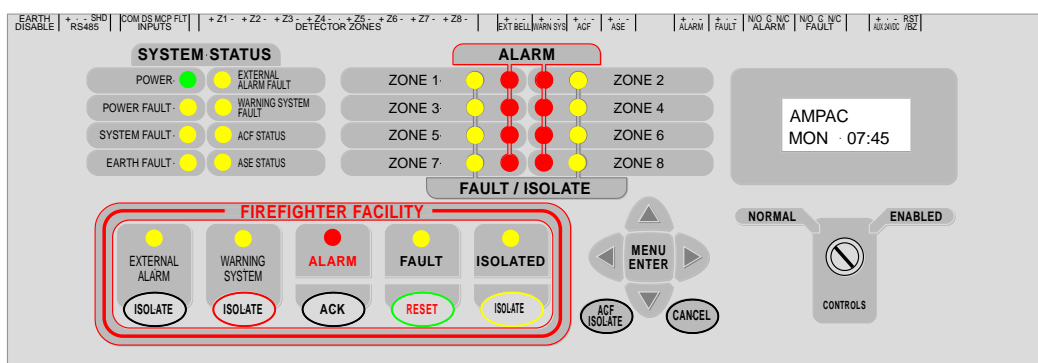 EARTH + · - SHD COM DS MCP FLT + Z1 - + Z2 - + Z3 - + Z4 - + Z5 - + Z6 - + Z7 - + Z8 - + · - + · - + · - + · - + · - + · - N/O G N/C N/O G N/C + · - RST
DISABLE RS485 INPUTS DETECTOR ZONES EXT BELL WARN SYS ACF ASE ALARM FAULT ALARM FAULT AUX 24VDC /BZ
SYSTEM STATUS
POWER
EXTERNAL
ALARM FAULT
POWER FAULT
WARNING SYSTEM
FAULT
SYSTEM FAULT
ACF STATUS
EARTH FAULT
ASE STATUS
ALARM
ZONE 1 ZONE 2
ZONE 3 ZONE 4
ZONE 5 ZONE 6
ZONE 7 ZONE 8
FAULT / ISOLATE
AMPAC
MON · 07:45
FIREFIGHTER FACILITY
EXTERNAL
ALARM
ISOLATE
WARNING
SYSTEM
ISOLATE
ALARM
ACK
FAULT
RESET
ISOLATED
ISOLATE
MENU
ENTER
ACF
ISOLATE
CANCEL
NORMAL ENABLED
CONTROLS